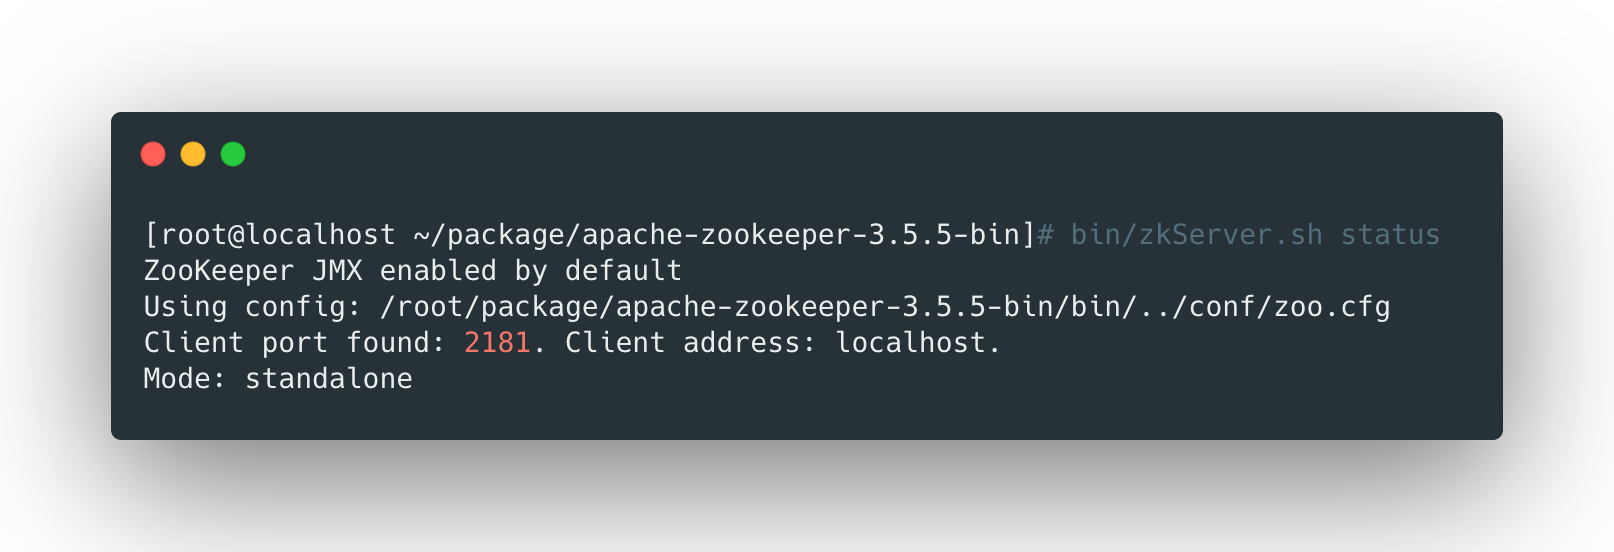 [root@localhost ~/package/apache-zookeeper-3.5.5-bin]# bin/zkServer.sh status
ZooKeeper JMX enabled by default
Using config: /root/package/apache-zookeeper-3.5.5-bin/bin/../conf/zoo.cfg
Client port found: 2181. Client address: localhost.
Mode: standalone